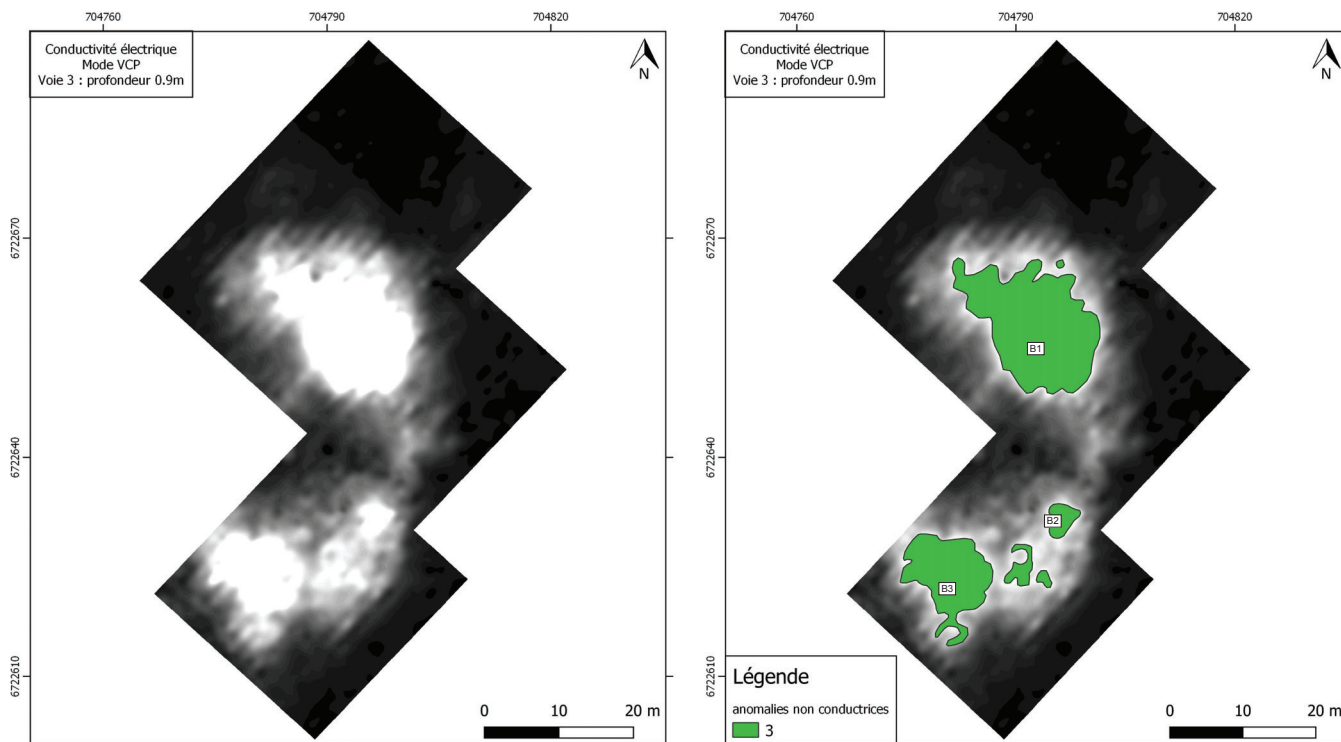 704760
704790
704820
Conductivité électrique
Mode VCP
Voie 3 : profondeur 0.9m
N
6722670
6722640
6722610
0 10 20 m
704760
704790
704820
Conductivité électrique
Mode VCP
Voie 3 : profondeur 0.9m
N
6722670
6722640
6722610
B1
B2
B3
Légende
anomalies non conductrices
3
0 10 20 m